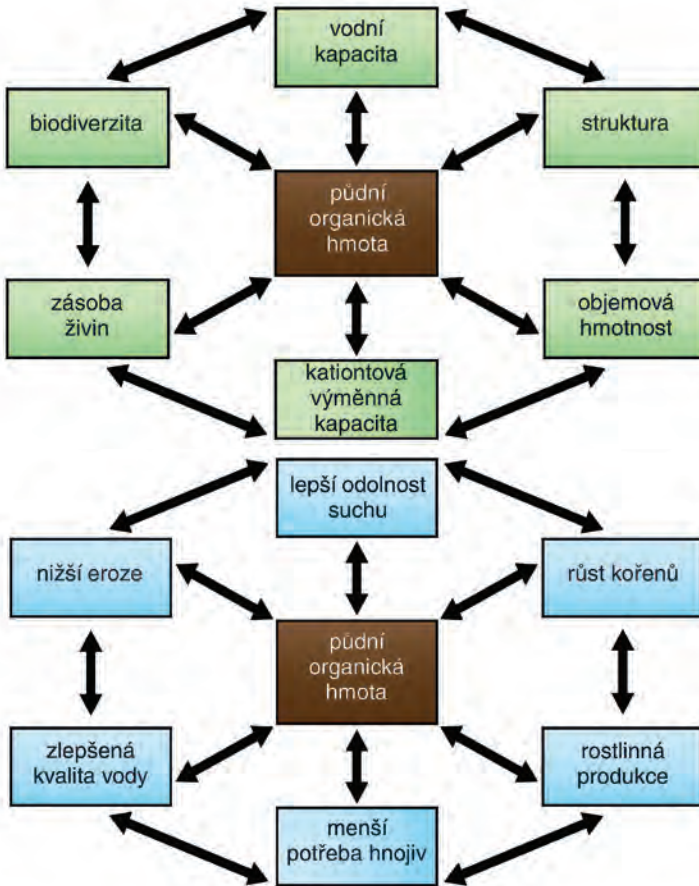 vodní
kapacita
biodiverzita
struktura
půdní
organická
hmota
zásoba
živin
objemová
hmotnost
kationtová
výměnná
kapacita
lepší odolnost
suchu
nižší eroze
růst kořenů
půdní
organická
hmota
zlepšená
kvalita vody
rostlinná
produkce
menší
potřeba hnojiv